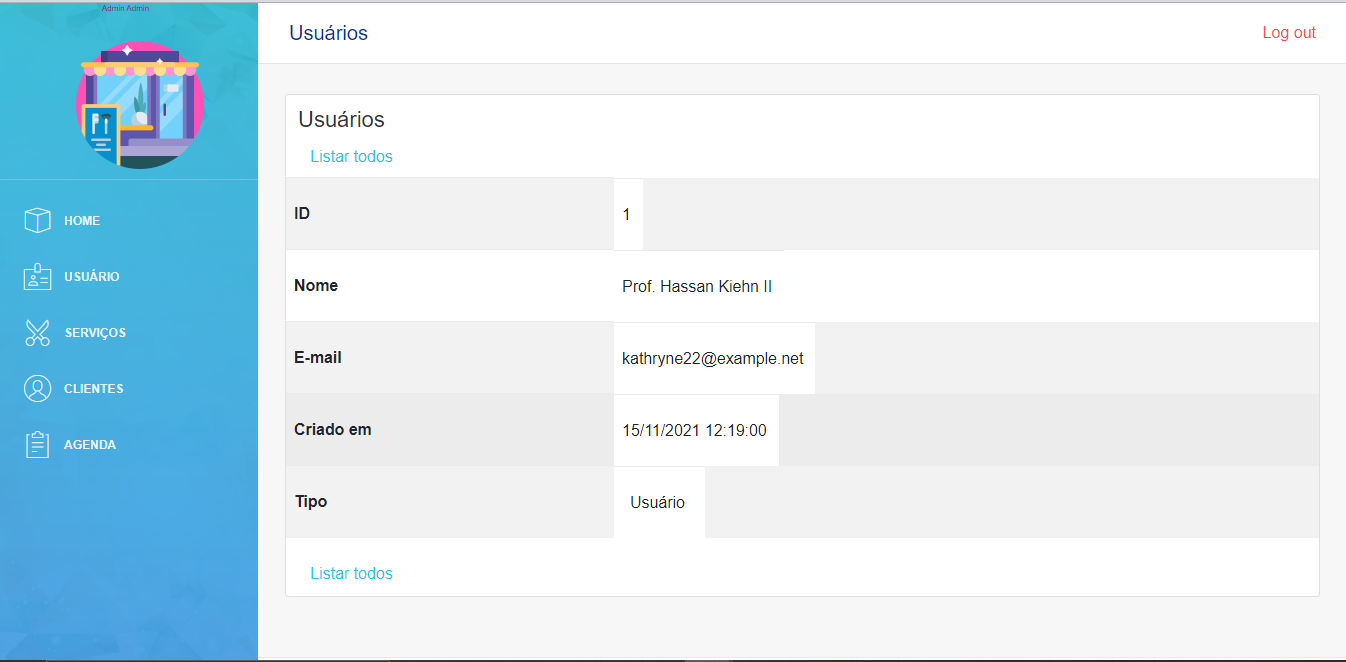 Admin Admin
Usuários
Log out
HOME
USUÁRIO
SERVIÇOS
CLIENTES
AGENDA
Usuários
Listar todos
ID 1
Nome Prof. Hassan Kiehn II
E-mail kathryne22@example.net
Criado em 15/11/2021 12:19:00
Tipo Usuário
Listar todos